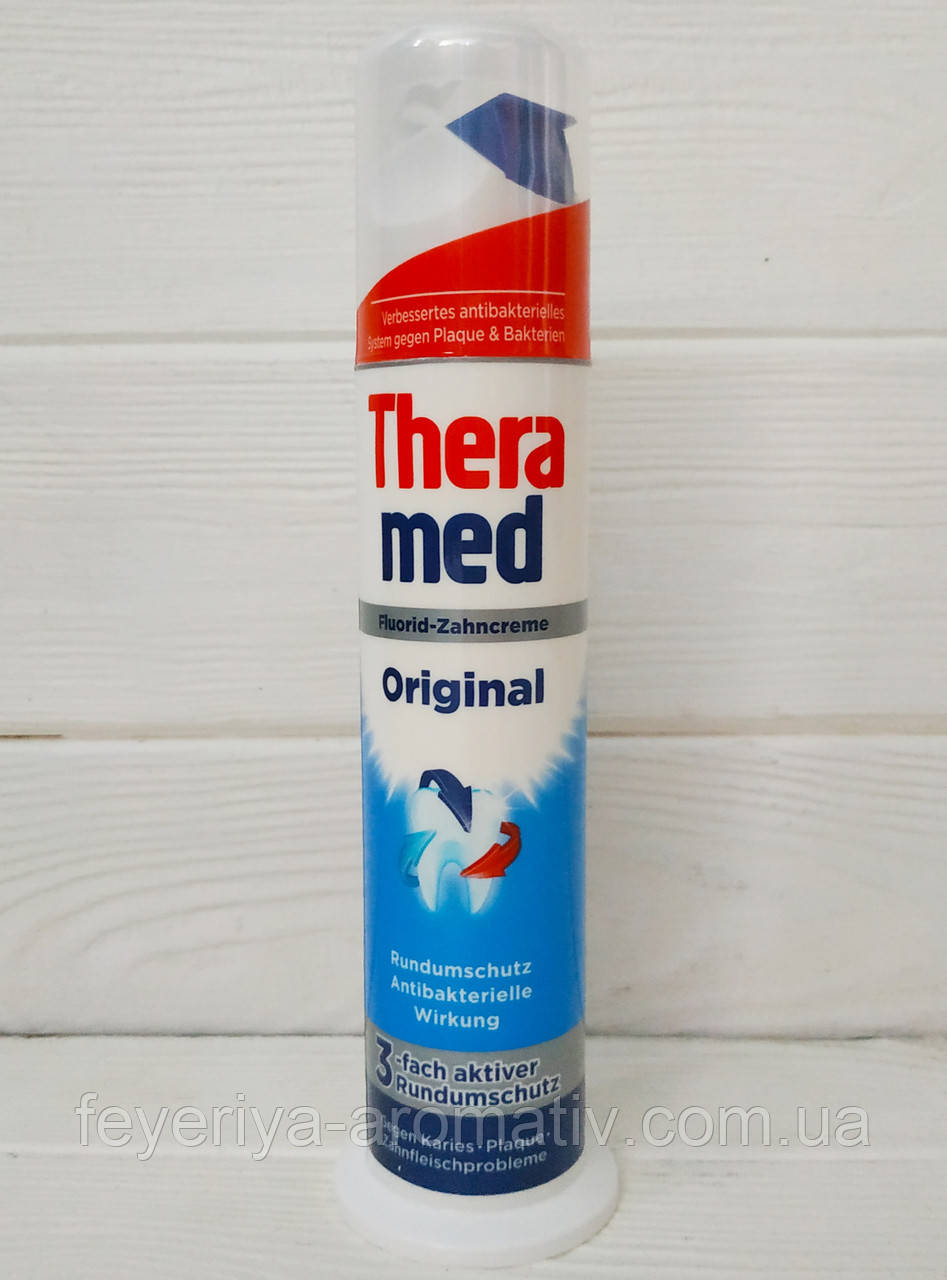 Verbessertes antibakterielles
System gegen Plaque & Bakterien
Thera
med
Fluorid-Zahncreme
Original
Rundumschutz
Antibakterielle
Wirkung
3-fach aktiver
Rundumschutz
feyeriya-aromativ.com.ua
Gegen Karies · Plaque ·
Zahnfleischprobleme